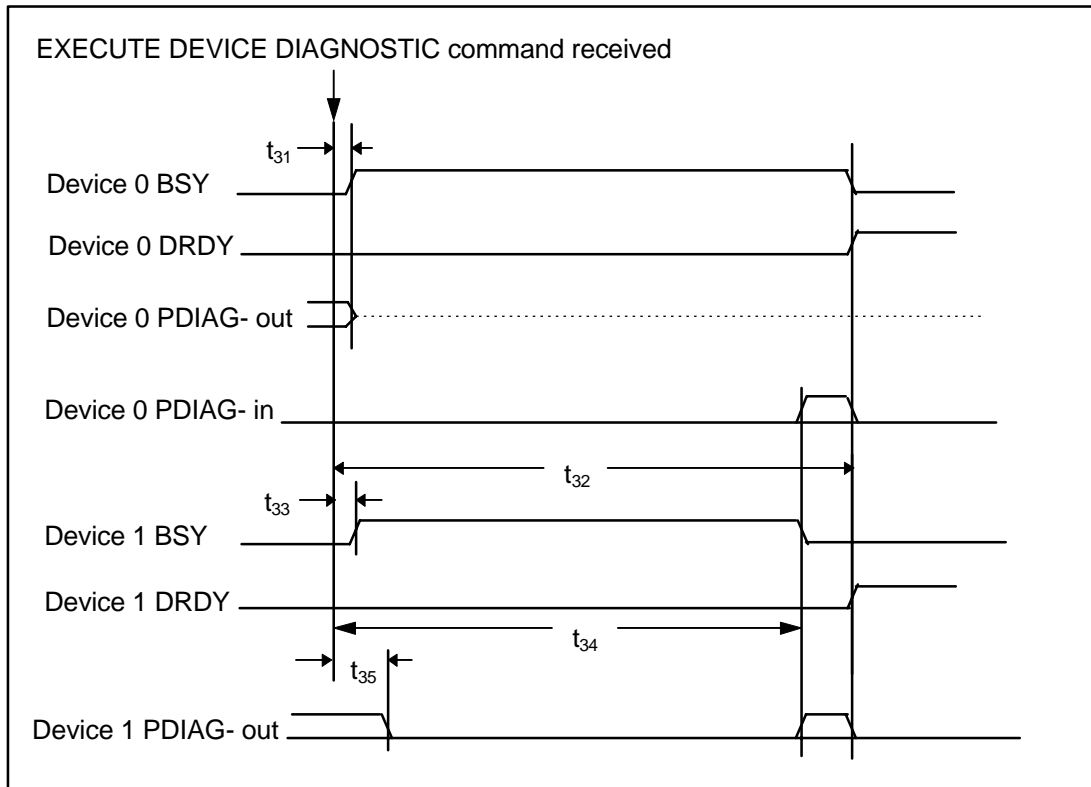 EXECUTE DEVICE DIAGNOSTIC command received
t31
Device 0 BSY
Device 0 DRDY
Device 0 PDIAG- out
Device 0 PDIAG- in
t32
t33
Device 1 BSY
Device 1 DRDY
t34
t35
Device 1 PDIAG- out